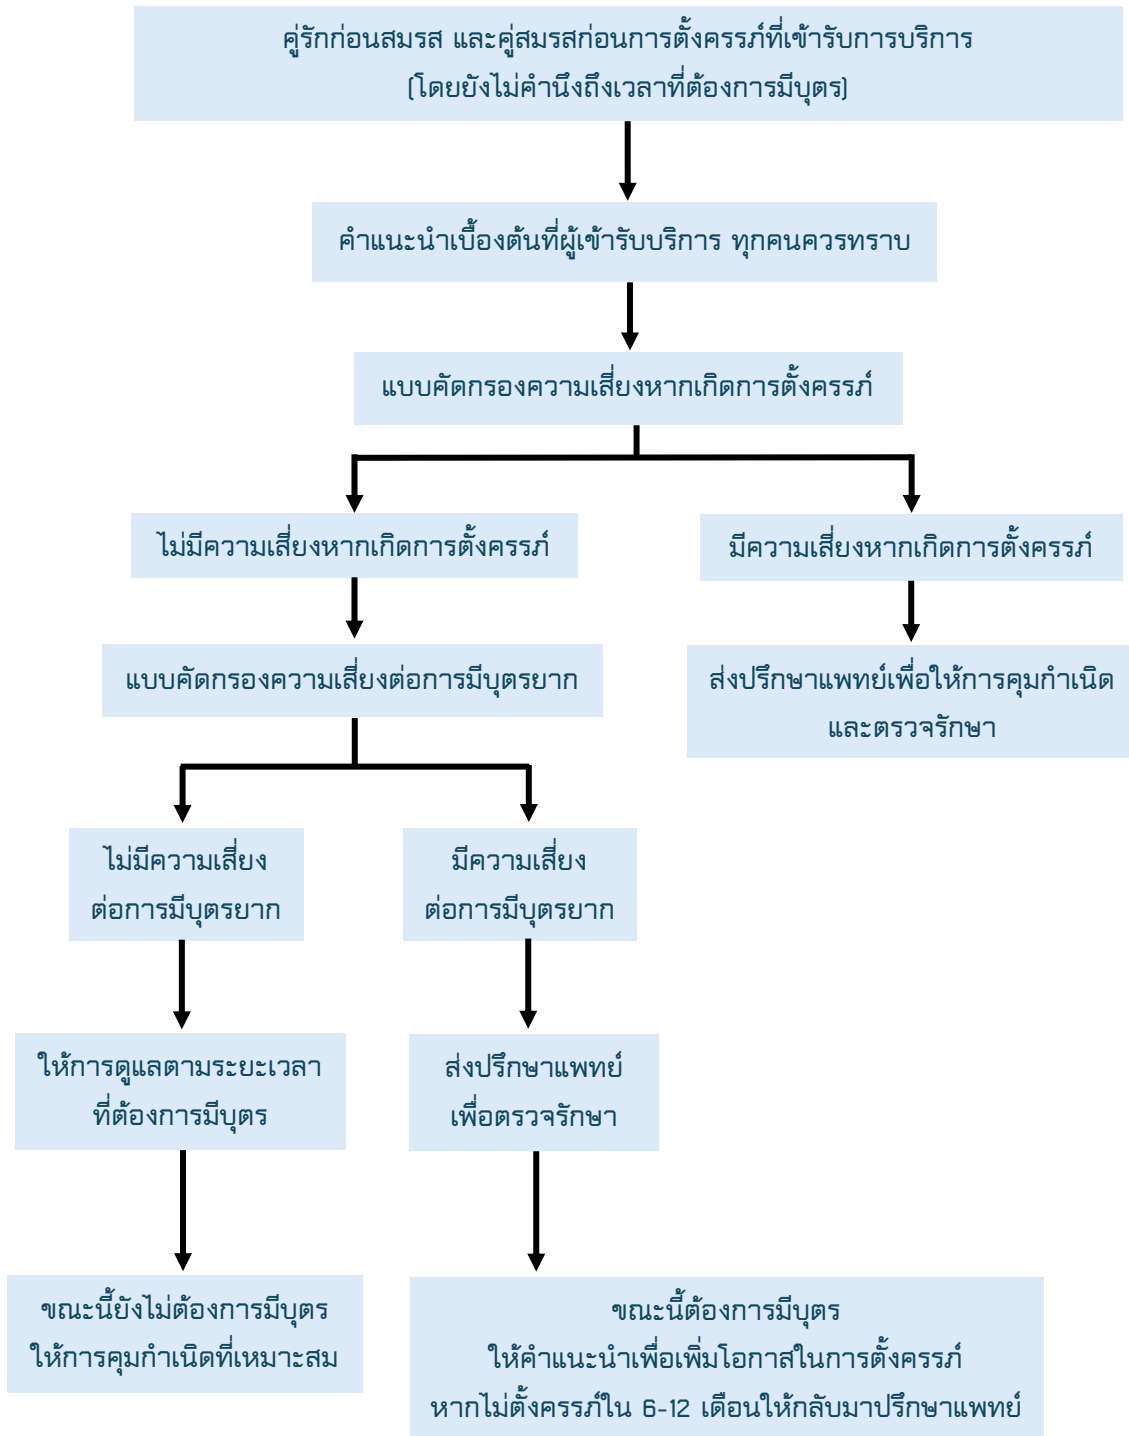 คู่รักก่อนสมรส และคู่สมรสก่อนการตั้งครรภ์ที่เข้ารับการบริการ
(โดยยังไม่คำนึงถึงเวลาที่ต้องการมีบุตร)
คำแนะนำเบื้องต้นที่ผู้เข้ารับบริการ ทุกคนควรทราบ
แบบคัดกรองความเสี่ยงหากเกิดการตั้งครรภ์
ไม่มีความเสี่ยงหากเกิดการตั้งครรภ์
มีความเสี่ยงหากเกิดการตั้งครรภ์
แบบคัดกรองความเสี่ยงต่อการมีบุตรยาก
ส่งปรึกษาแพทย์เพื่อให้การคุมกำเนิด
และตรวจรักษา
ไม่มีความเสี่ยง
ต่อการมีบุตรยาก
มีความเสี่ยง
ต่อการมีบุตรยาก
ให้การดูแลตามระยะเวลา
ที่ต้องการมีบุตร
ส่งปรึกษาแพทย์
เพื่อตรวจรักษา
ขณะนี้ยังไม่ต้องการมีบุตร
ให้การคุมกำเนิดที่เหมาะสม
ขณะนี้ต้องการมีบุตร
ให้คำแนะนำเพื่อเพิ่มโอกาสในการตั้งครรภ์
หากไม่ตั้งครรภ์ใน 6-12 เดือนให้กลับมาปรึกษาแพทย์